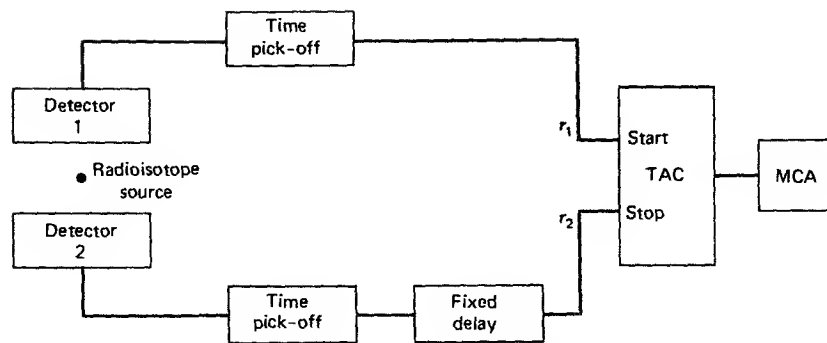 Time
pick-off
Detector
1
r₁
Start
TAC
MCA
Radioisotope
source
Detector
2
r₂
Stop
Time
pick-off
Fixed
delay